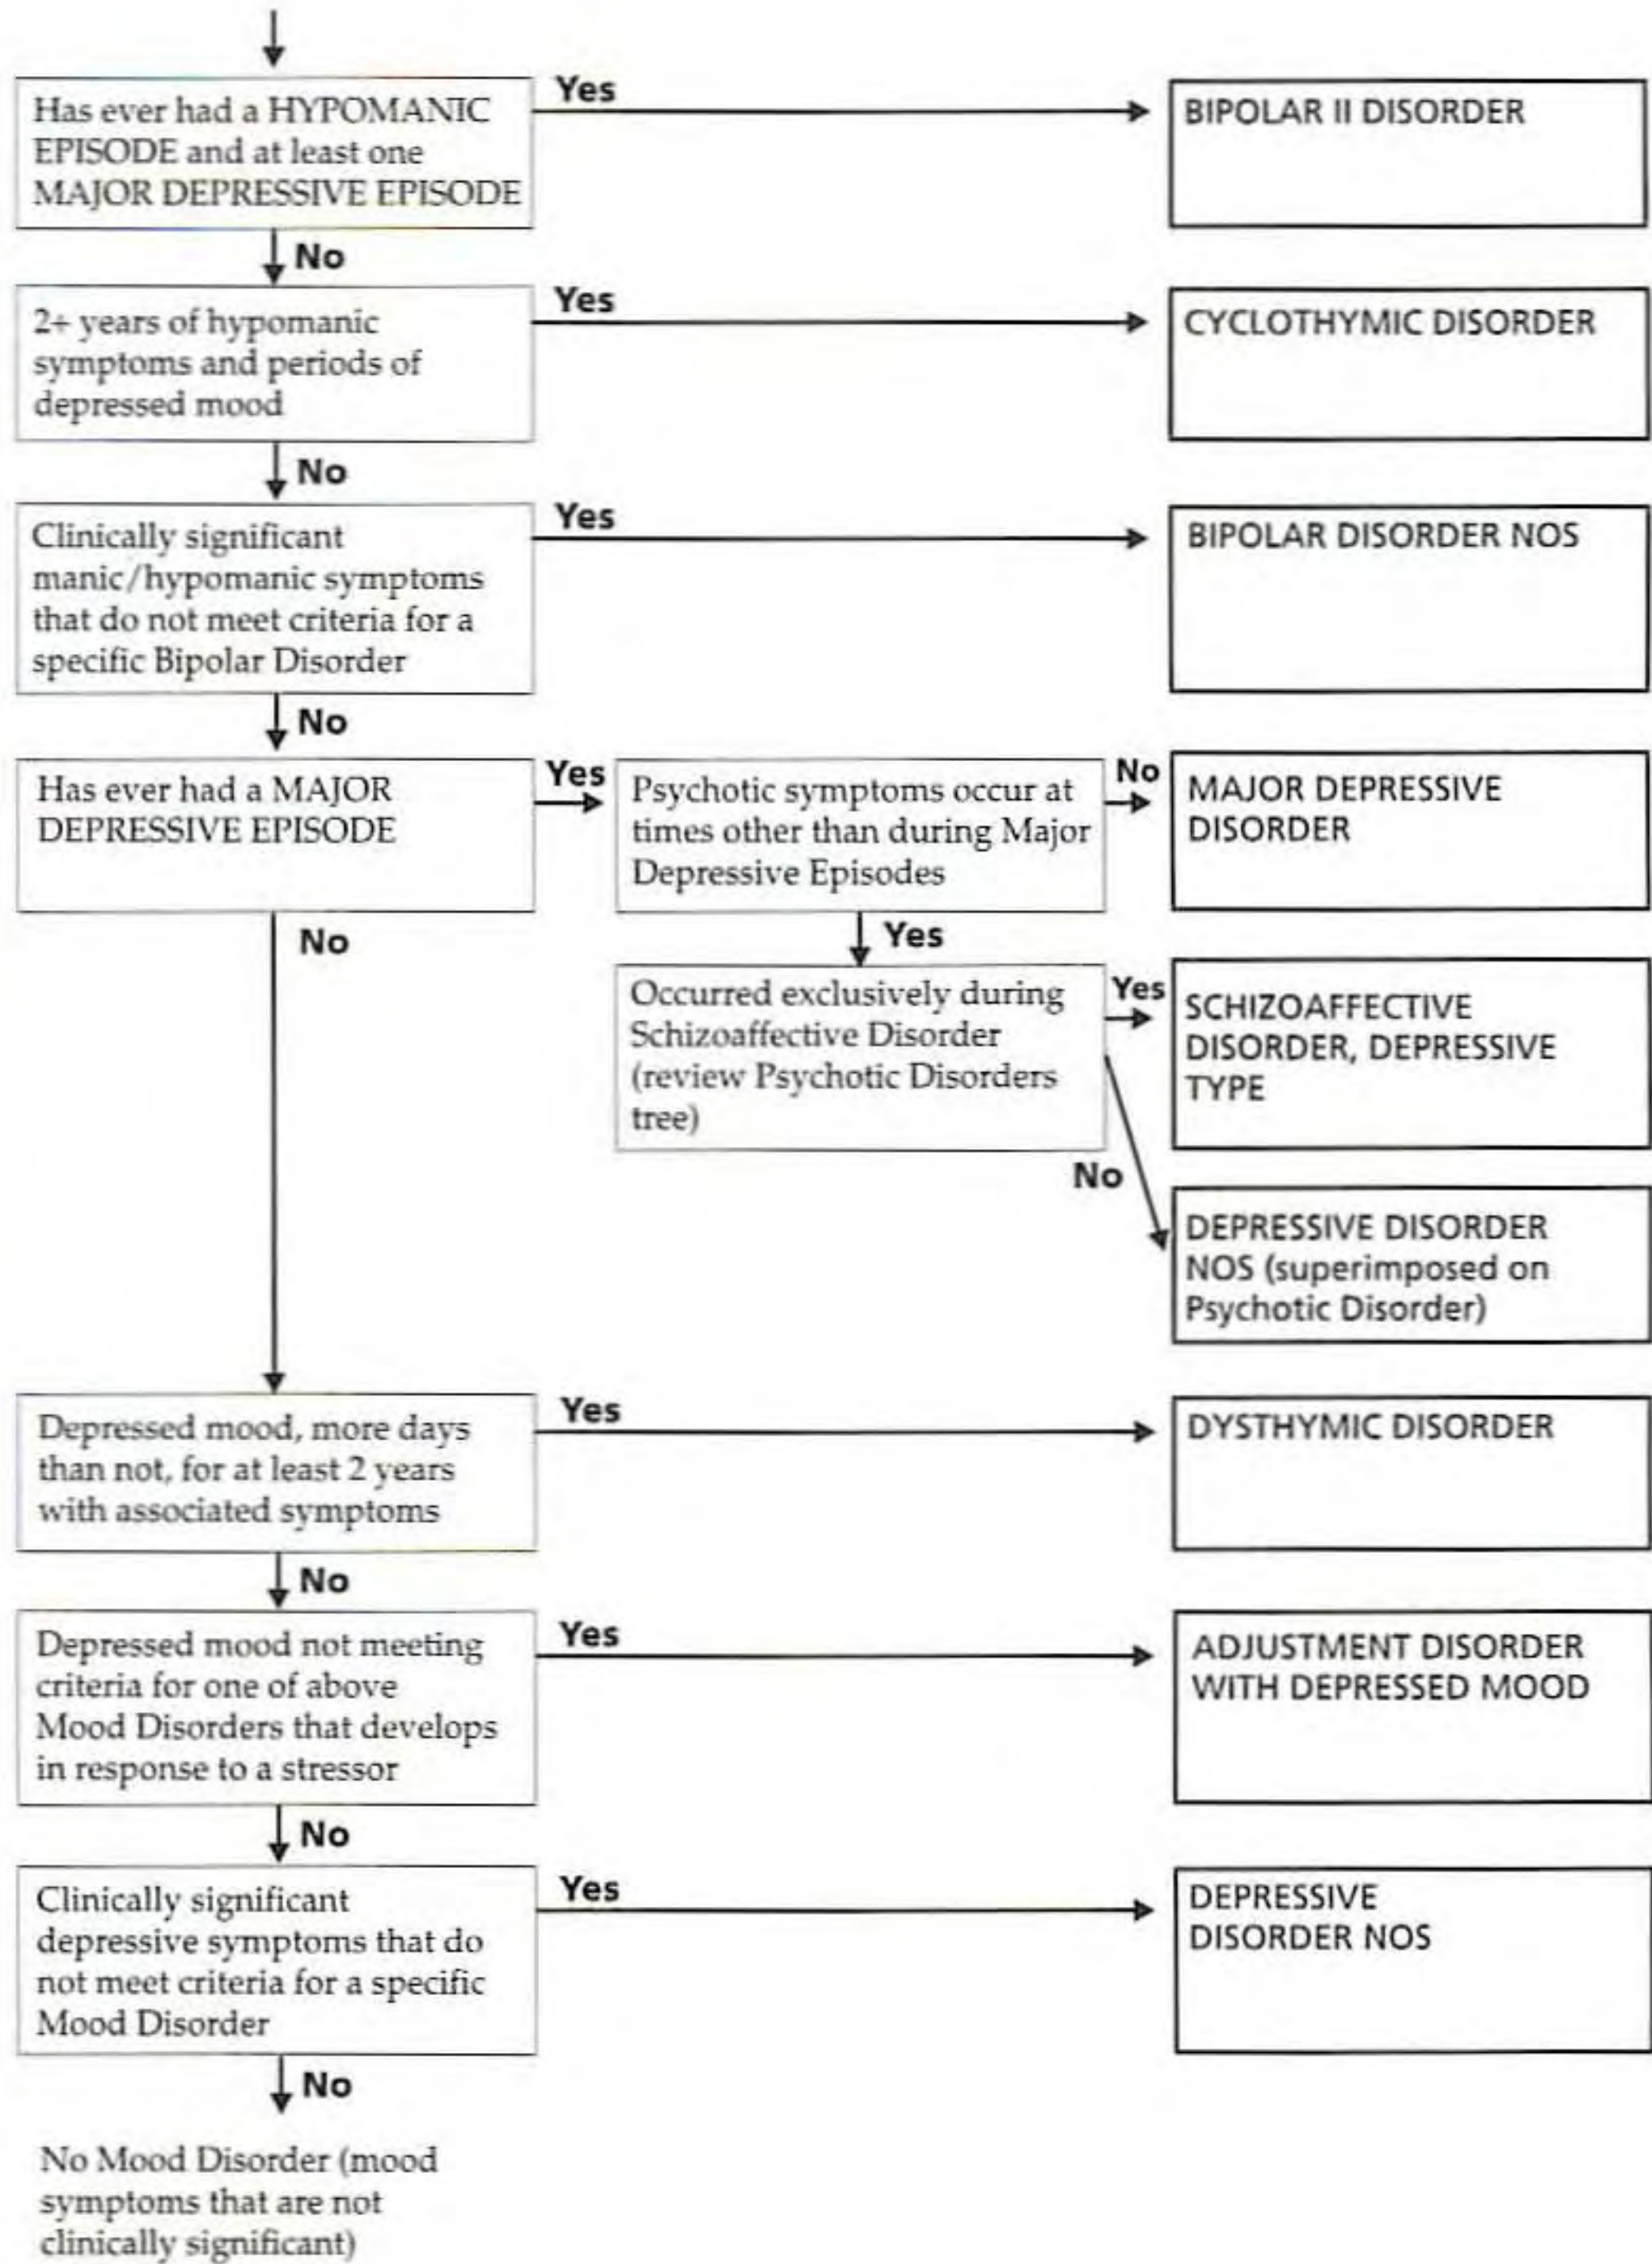 Has ever had a HYPOMANIC
EPISODE and at least one
MAJOR DEPRESSIVE EPISODE
Yes
BIPOLAR II DISORDER
No
2+ years of hypomanic
symptoms and periods of
depressed mood
Yes
CYCLOTHYMIC DISORDER
No
Clinically significant
manic/hypomanic symptoms
that do not meet criteria for a
specific Bipolar Disorder
Yes
BIPOLAR DISORDER NOS
No
Has ever had a MAJOR
DEPRESSIVE EPISODE
Yes
Psychotic symptoms occur at
times other than during Major
Depressive Episodes
No
MAJOR DEPRESSIVE
DISORDER
Yes
Occurred exclusively during
Schizoaffective Disorder
(review Psychotic Disorders
tree)
Yes
SCHIZOAFFECTIVE
DISORDER, DEPRESSIVE
TYPE
No
DEPRESSIVE DISORDER
NOS (superimposed on
Psychotic Disorder)
No
Depressed mood, more days
than not, for at least 2 years
with associated symptoms
Yes
DYSTHYMIC DISORDER
No
Depressed mood not meeting
criteria for one of above
Mood Disorders that develops
in response to a stressor
Yes
ADJUSTMENT DISORDER
WITH DEPRESSED MOOD
No
Clinically significant
depressive symptoms that do
not meet criteria for a specific
Mood Disorder
Yes
DEPRESSIVE
DISORDER NOS
No
No Mood Disorder (mood
symptoms that are not
clinically significant)